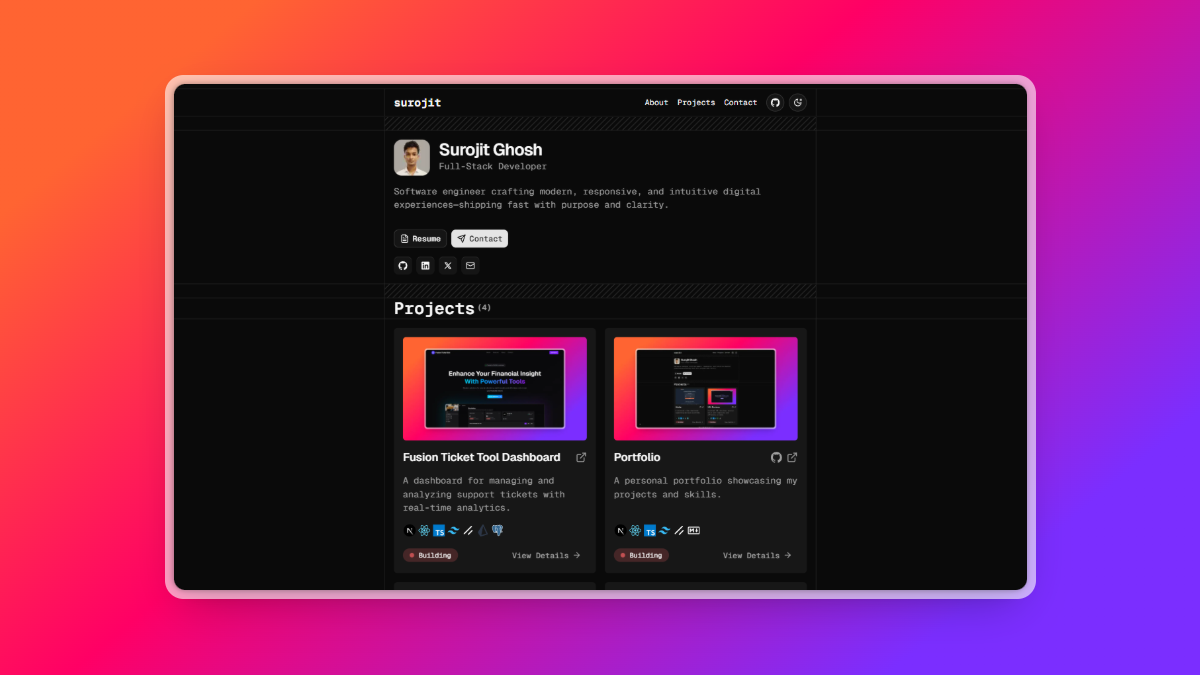 surojit
About Projects Contact
Surojit Ghosh
Full-Stack Developer
Software engineer crafting modern, responsive, and intuitive digital
experiences—shipping fast with purpose and clarity.
Resume Contact
Projects (4)
Enhance Your Financial Insight
With Powerful Tools
Fusion Ticket Tool Dashboard
A dashboard for managing and
analyzing support tickets with
real-time analytics.
N TS
Building View Details
Portfolio
A personal portfolio showcasing my
projects and skills.
N TS
Building View Details